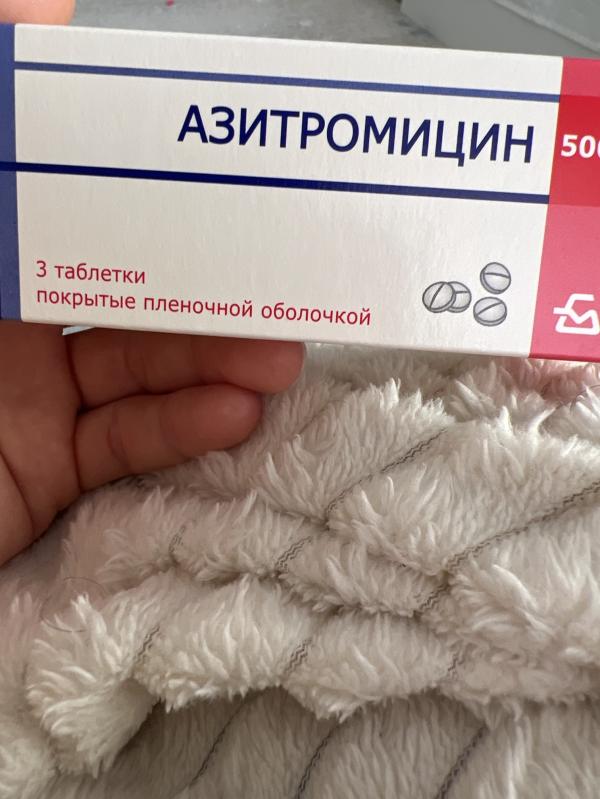 АЗИТРОМИЦИН
3 таблетки
покрытые пленочной оболочкой